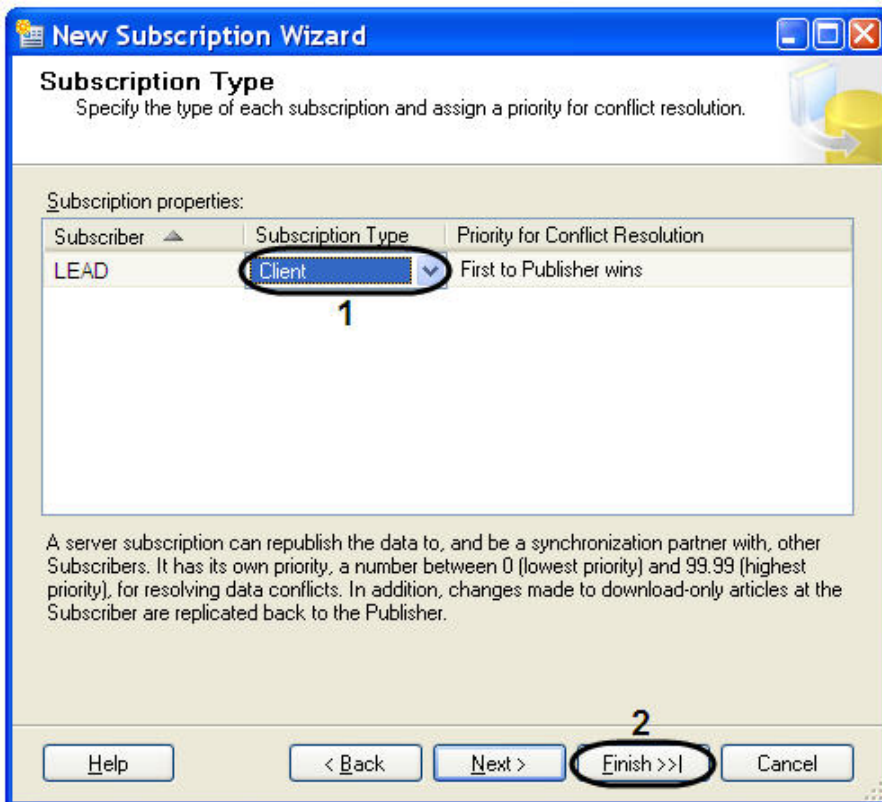 New Subscription Wizard
Subscription Type
Specify the type of each subscription and assign a priority for conflict resolution.
Subscription properties:
Subscriber Subscription Type Priority for Conflict Resolution
LEAD Client First to Publisher wins
1
A server subscription can republish the data to, and be a synchronization partner with, other
Subscribers. It has its own priority, a number between 0 (lowest priority) and 99.99 (highest
priority), for resolving data conflicts. In addition, changes made to download-only articles at the
Subscriber are replicated back to the Publisher.
2
Help < Back Next > Finish >>| Cancel